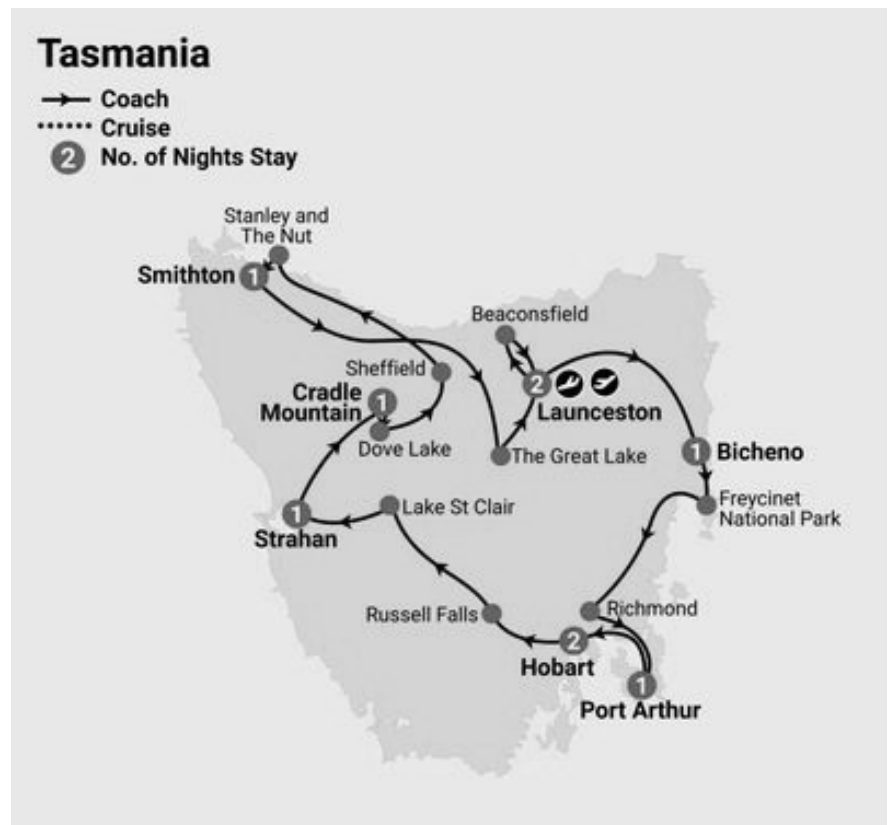 Tasmania
Coach
Cruise
2 No. of Nights Stay
Stanley and
The Nut
Smithton 1
Beaconsfield
Sheffield
Cradle
Mountain
1
2
Launceston
Dove Lake
The Great Lake
1 Bicheno
Freycinet
National Park
Lake St Clair
1
Strahan
Russell Falls
Richmond
2
Hobart
1
Port Arthur